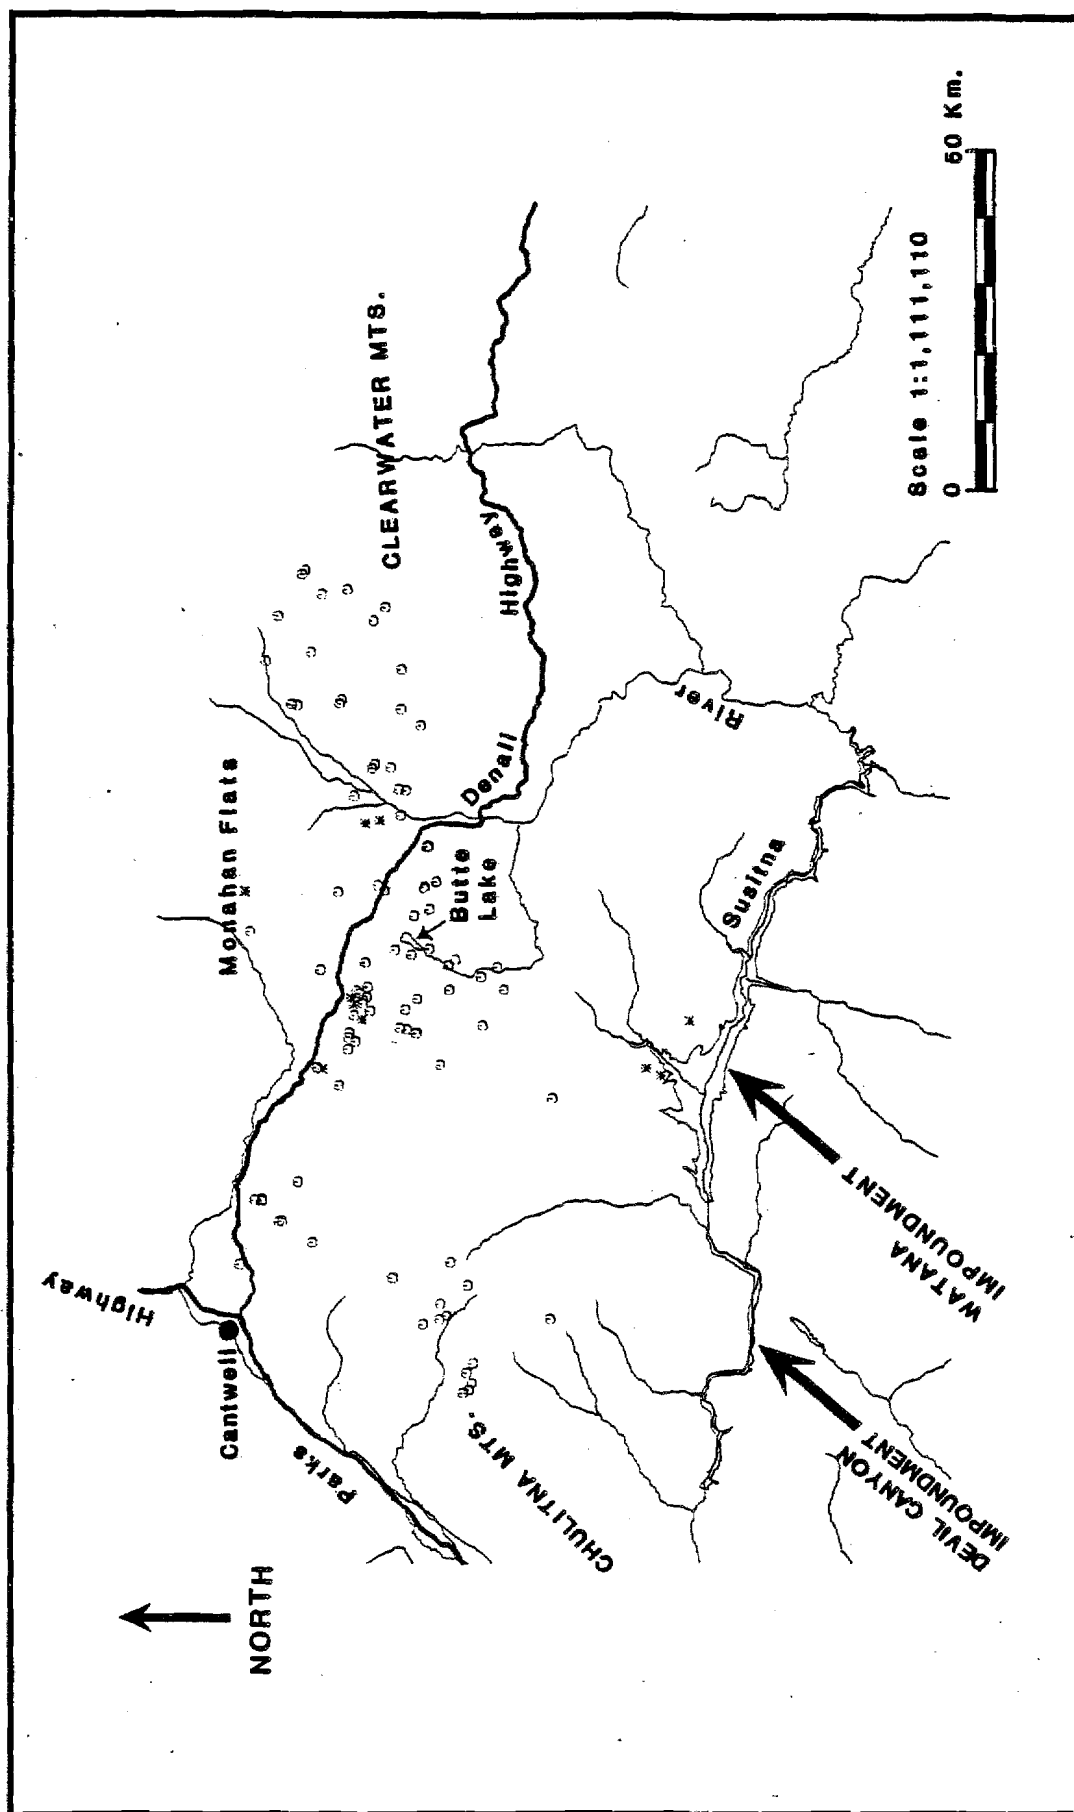 Highway
Cantwell
Parks
NORTH
Monahan Flats
CLEARWATER MTS.
Denali
Highway
Butte
Lake
CHULITNA MTS.
River
Susitna
WATANA
IMPOUNDMENT
DEVIL CANYON
IMPOUNDMENT
Scale 1:1,111,110
0
50 Km.